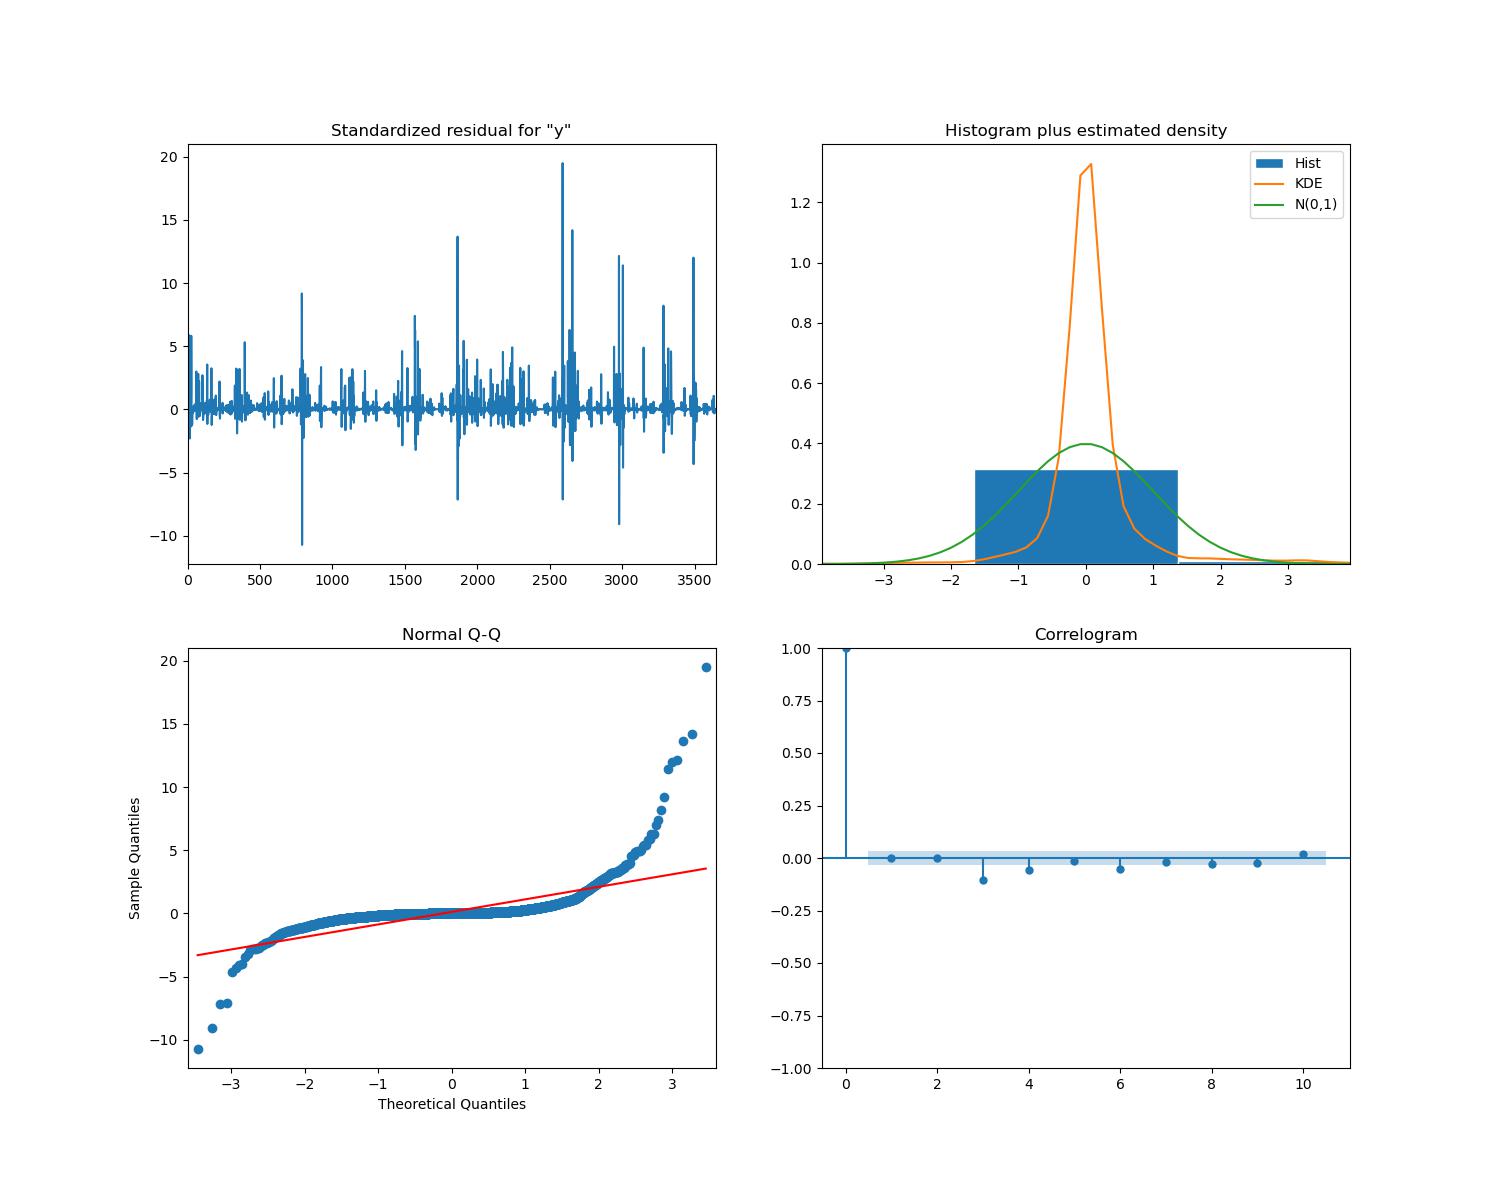 Standardized residual for "y"
20
15
10
5
0
−5
−10
0 500 1000 1500 2000 2500 3000 3500
Histogram plus estimated density
Hist
KDE
N(0,1)
1.2
1.0
0.8
0.6
0.4
0.2
0.0
−3 −2 −1 0 1 2 3
Normal Q-Q
Sample Quantiles
20
15
10
5
0
−5
−10
−3 −2 −1 0 1 2 3
Theoretical Quantiles
Correlogram
1.00
0.75
0.50
0.25
0.00
−0.25
−0.50
−0.75
−1.00
0 2 4 6 8 10